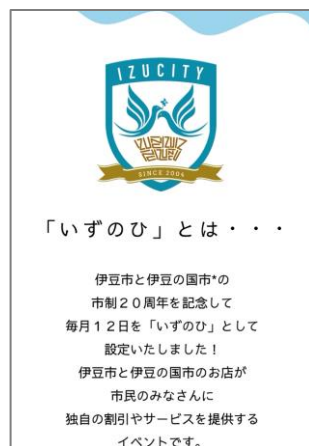 IZUCITY
SINCE 2004
「いずのひ」とは・・・
伊豆市と伊豆の国市*の
市制２０周年を記念して
毎月１２日を「いずのひ」として
設定いたしました！
伊豆市と伊豆の国市のお店が
市民のみなさんに
独自の割引やサービスを提供する
イベントです。